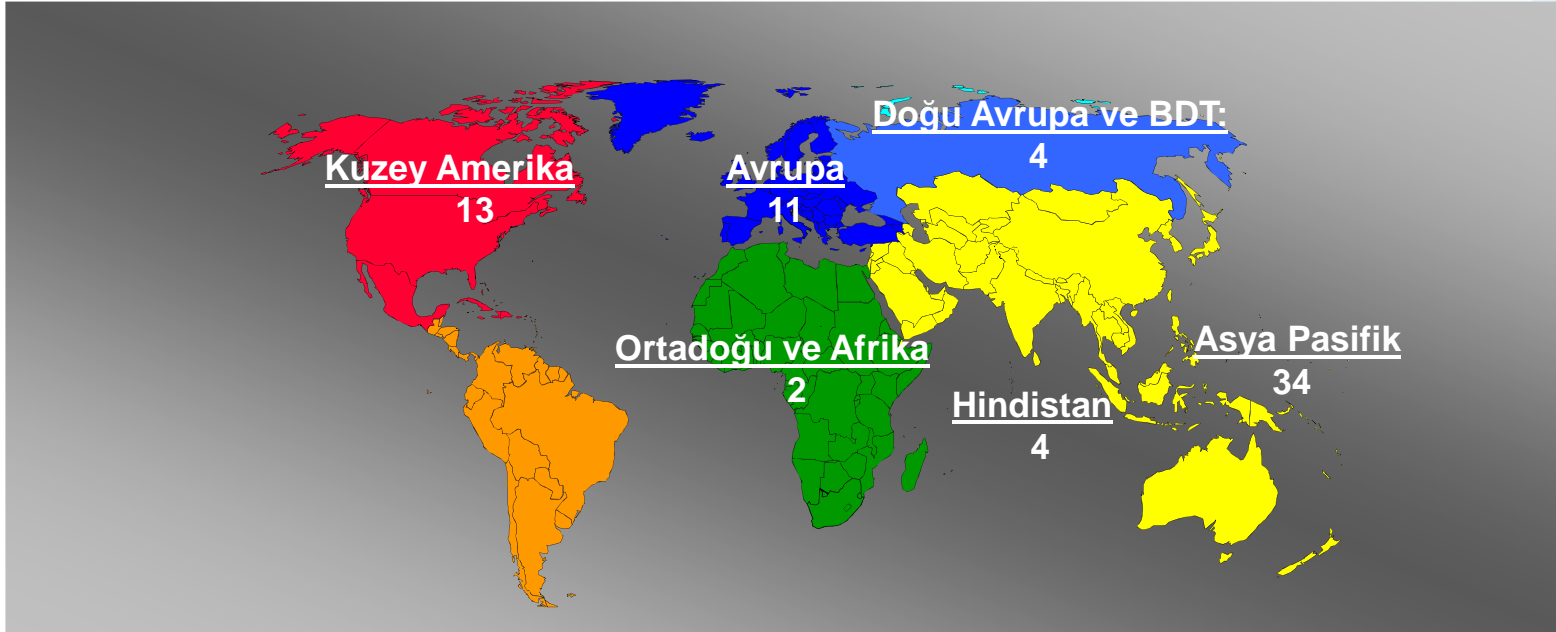 Doğu Avrupa ve BDT:
4
Kuzey Amerika
13
Avrupa
11
Ortadoğu ve Afrika
2
Asya Pasifik
34
Hindistan
4